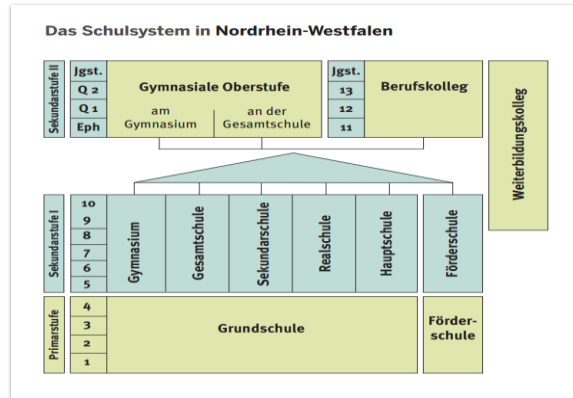 Das Schulsystem in Nordrhein-Westfalen
Sekundarstufe II
Jgst.
Q 2
Q 1
Eph
Gymnasiale Oberstufe
am
Gymnasium
an der
Gesamtschule
Jgst.
13
12
11
Berufskolleg
Weiterbildungskolleg
Sekundarstufe I
10
9
8
7
6
5
Gymnasium
Gesamtschule
Sekundarschule
Realschule
Hauptschule
Förderschule
Primarstufe
4
3
2
1
Grundschule
Förder-
schule